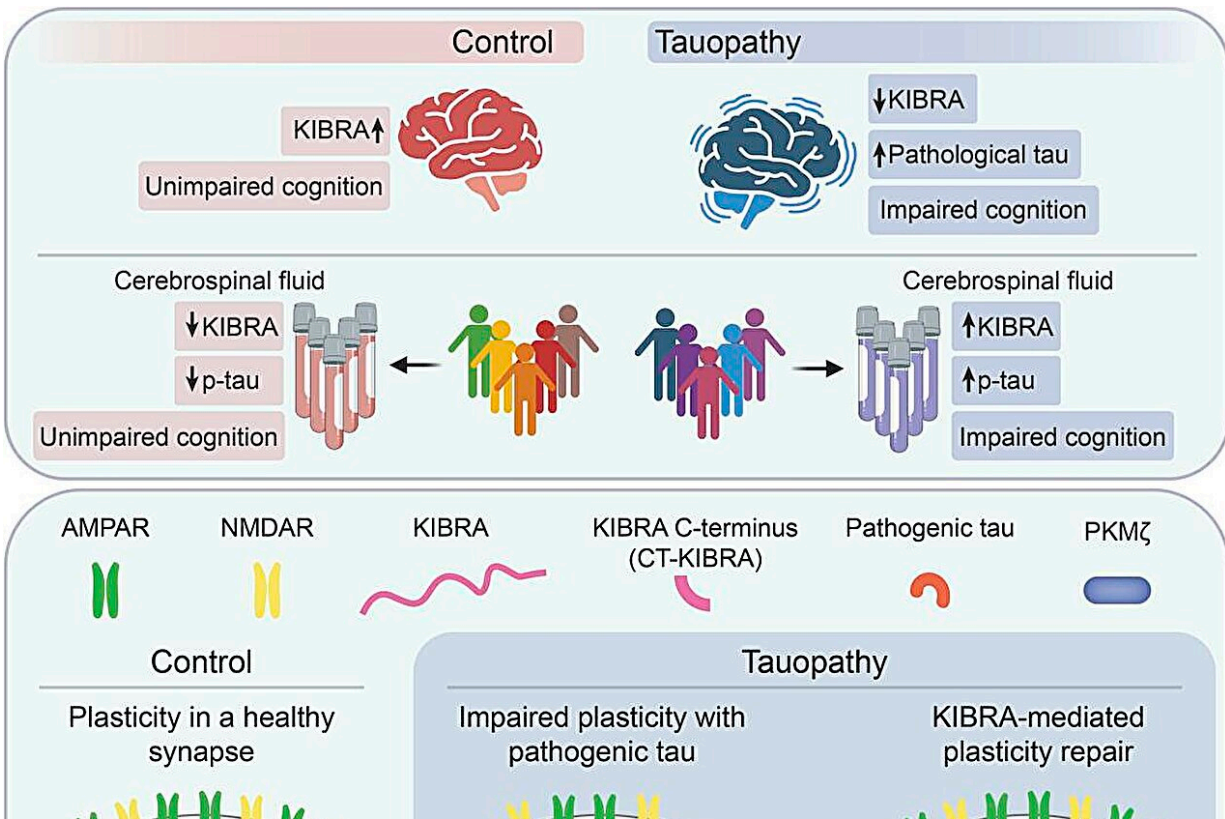 Control
Tauopathy
KIBRA↑
Unimpaired cognition
↓KIBRA
↑Pathological tau
Impaired cognition
Cerebrospinal fluid
↓KIBRA
↓p-tau
Unimpaired cognition
Cerebrospinal fluid
↑KIBRA
↑p-tau
Impaired cognition
AMPAR
NMDAR
KIBRA
KIBRA C-terminus
(CT-KIBRA)
Pathogenic tau
PKMζ
Control
Plasticity in a healthy
synapse
Tauopathy
Impaired plasticity with
pathogenic tau
KIBRA-mediated
plasticity repair